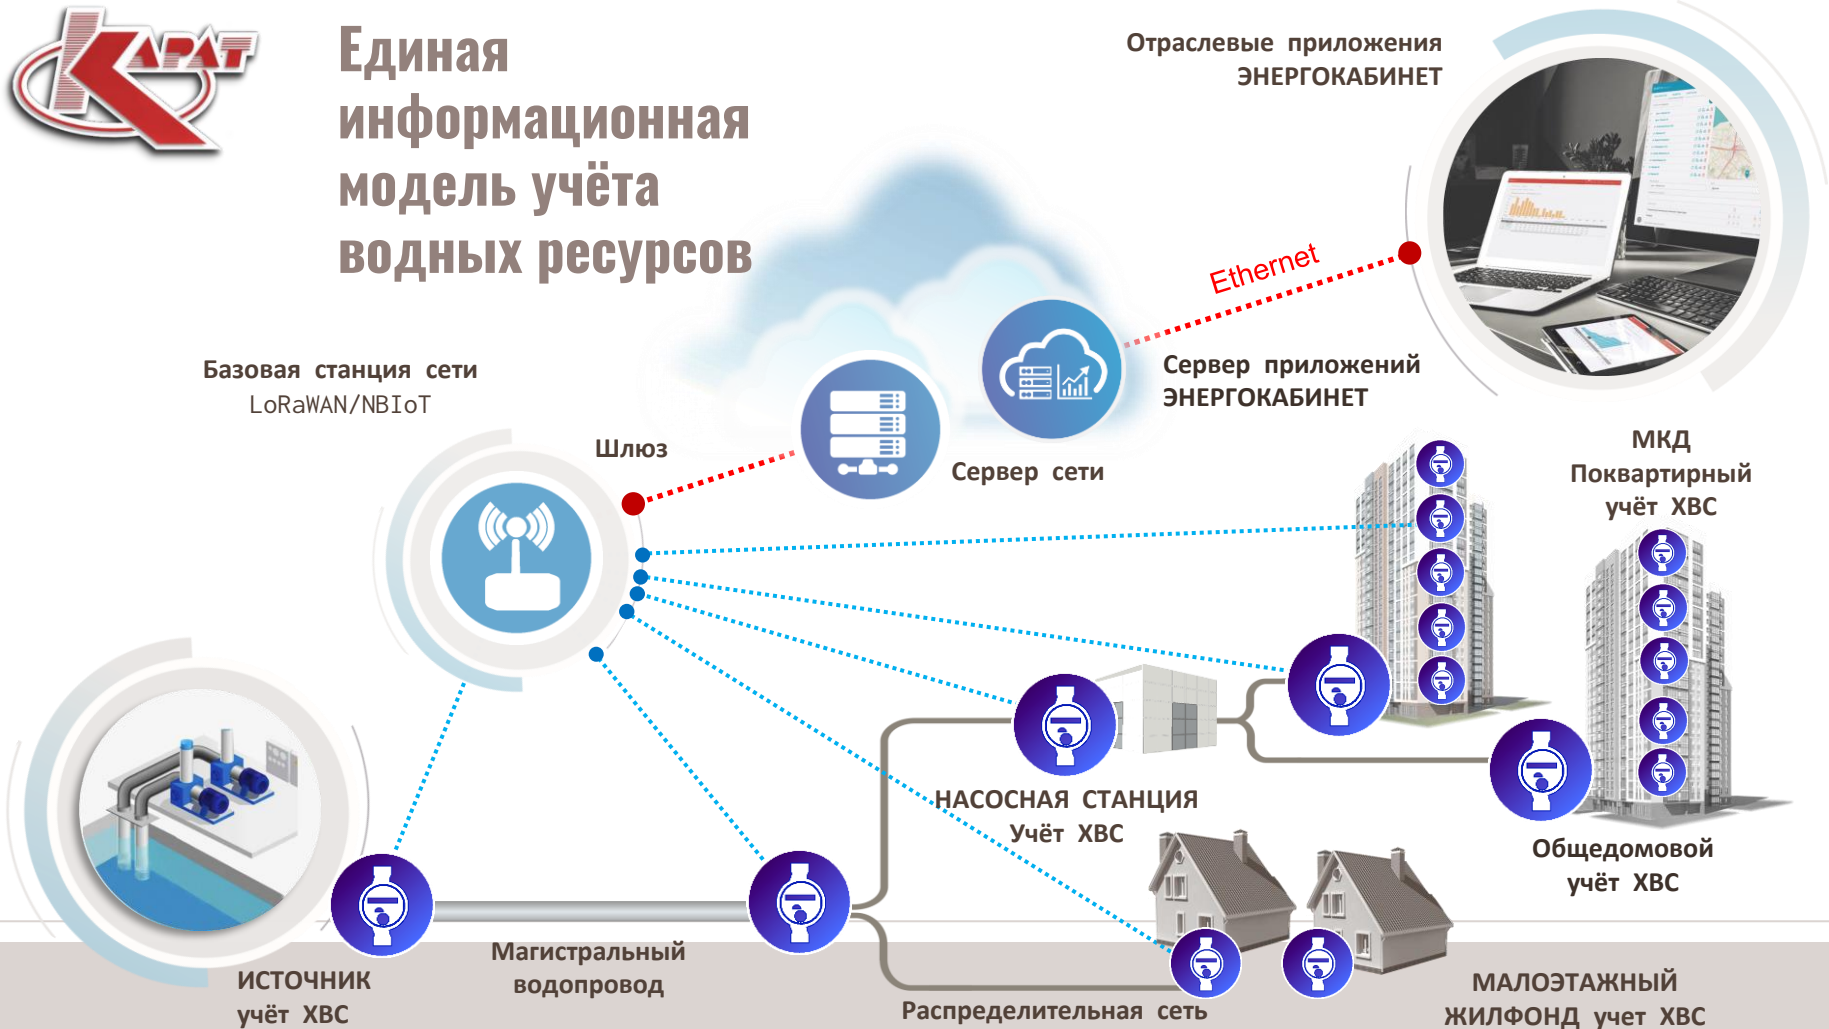 КАРАТ
Единая
информационная
модель учёта
водных ресурсов
Отраслевые приложения
ЭНЕРГОКАБИНЕТ
Ethernet
Сервер приложений
ЭНЕРГОКАБИНЕТ
Базовая станция сети
LoRaWAN/NBIoT
Шлюз
Сервер сети
МКД
Поквартирный
учёт ХВС
НАСОСНАЯ СТАНЦИЯ
Учёт ХВС
Общедомовой
учёт ХВС
Магистральный
водопровод
ИСТОЧНИК
учёт ХВС
Распределительная сеть
МАЛОЭТАЖНЫЙ
ЖИЛФОНД учет ХВС